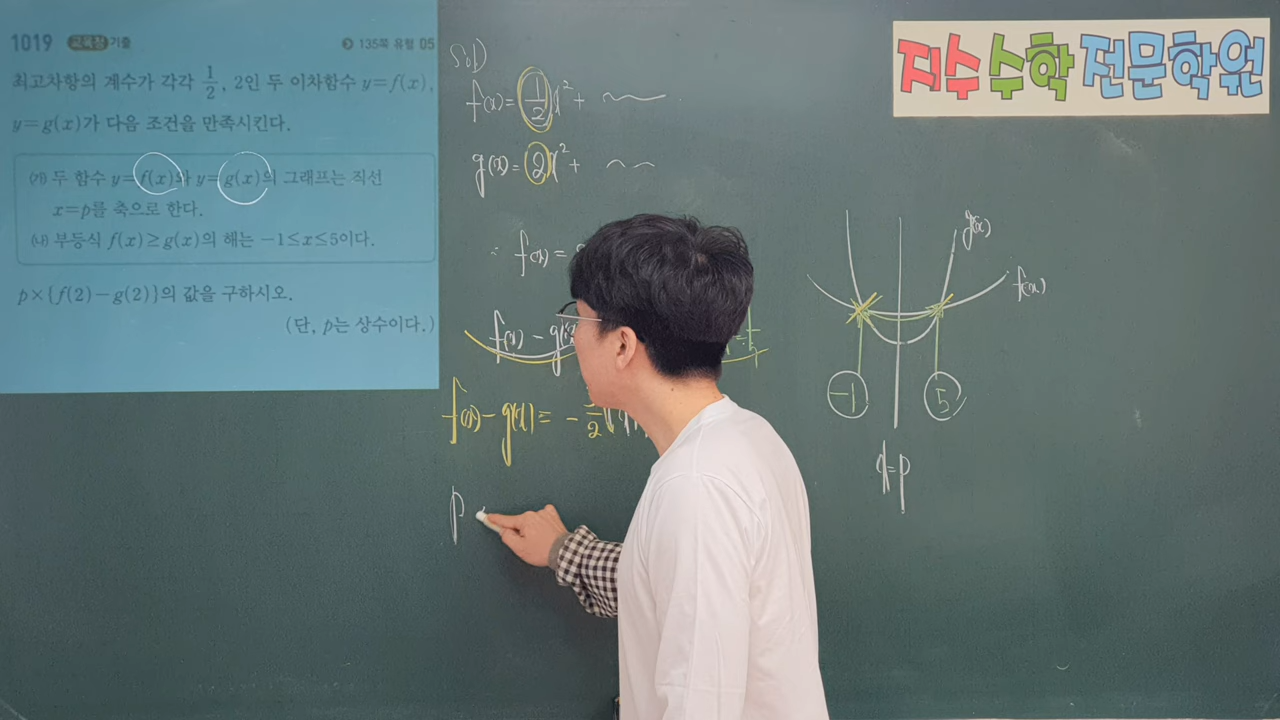 1019 교육청기출 135쪽 유형 05
최고차항의 계수가 각각 1/2, 2인 두 이차함수 y=f(x),
y=g(x)가 다음 조건을 만족시킨다.
(가) 두 함수 y=f(x)와 y=g(x)의 그래프는 직선
x=p를 축으로 한다.
(나) 부등식 f(x)≥g(x)의 해는 -1≤x≤5이다.
p×{f(2)-g(2)}의 값을 구하시오.
(단, p는 상수이다.)
Sol)
f(x)= 1/2 x²+
g(x)= 2x²+
∴ f(x)=
f(x) - g(x)
f(x) - g(x) = - 3/2
p
지수수학전문학원
g(x)
f(x)
-1 5
x=p